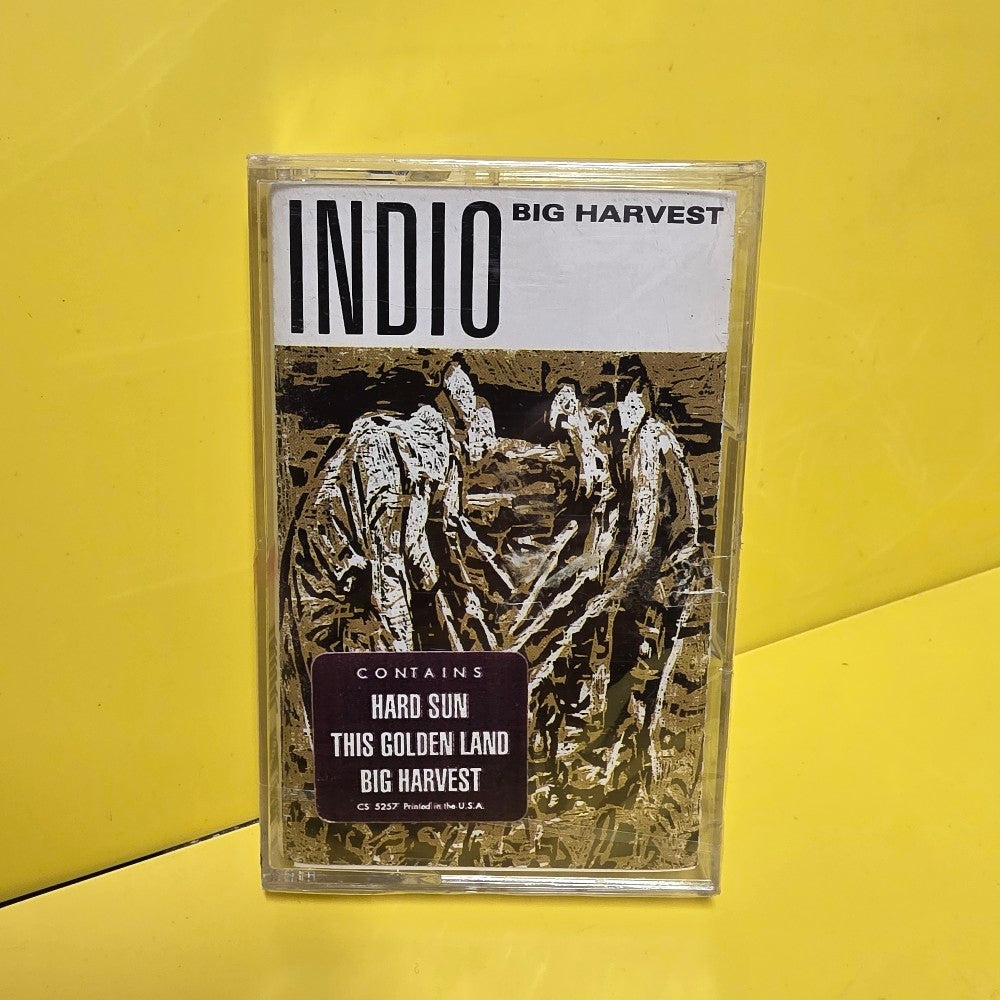 INDIO
BIG HARVEST
CONTAINS
HARD SUN
THIS GOLDEN LAND
BIG HARVEST
CS 5257 Printed in the U.S.A.